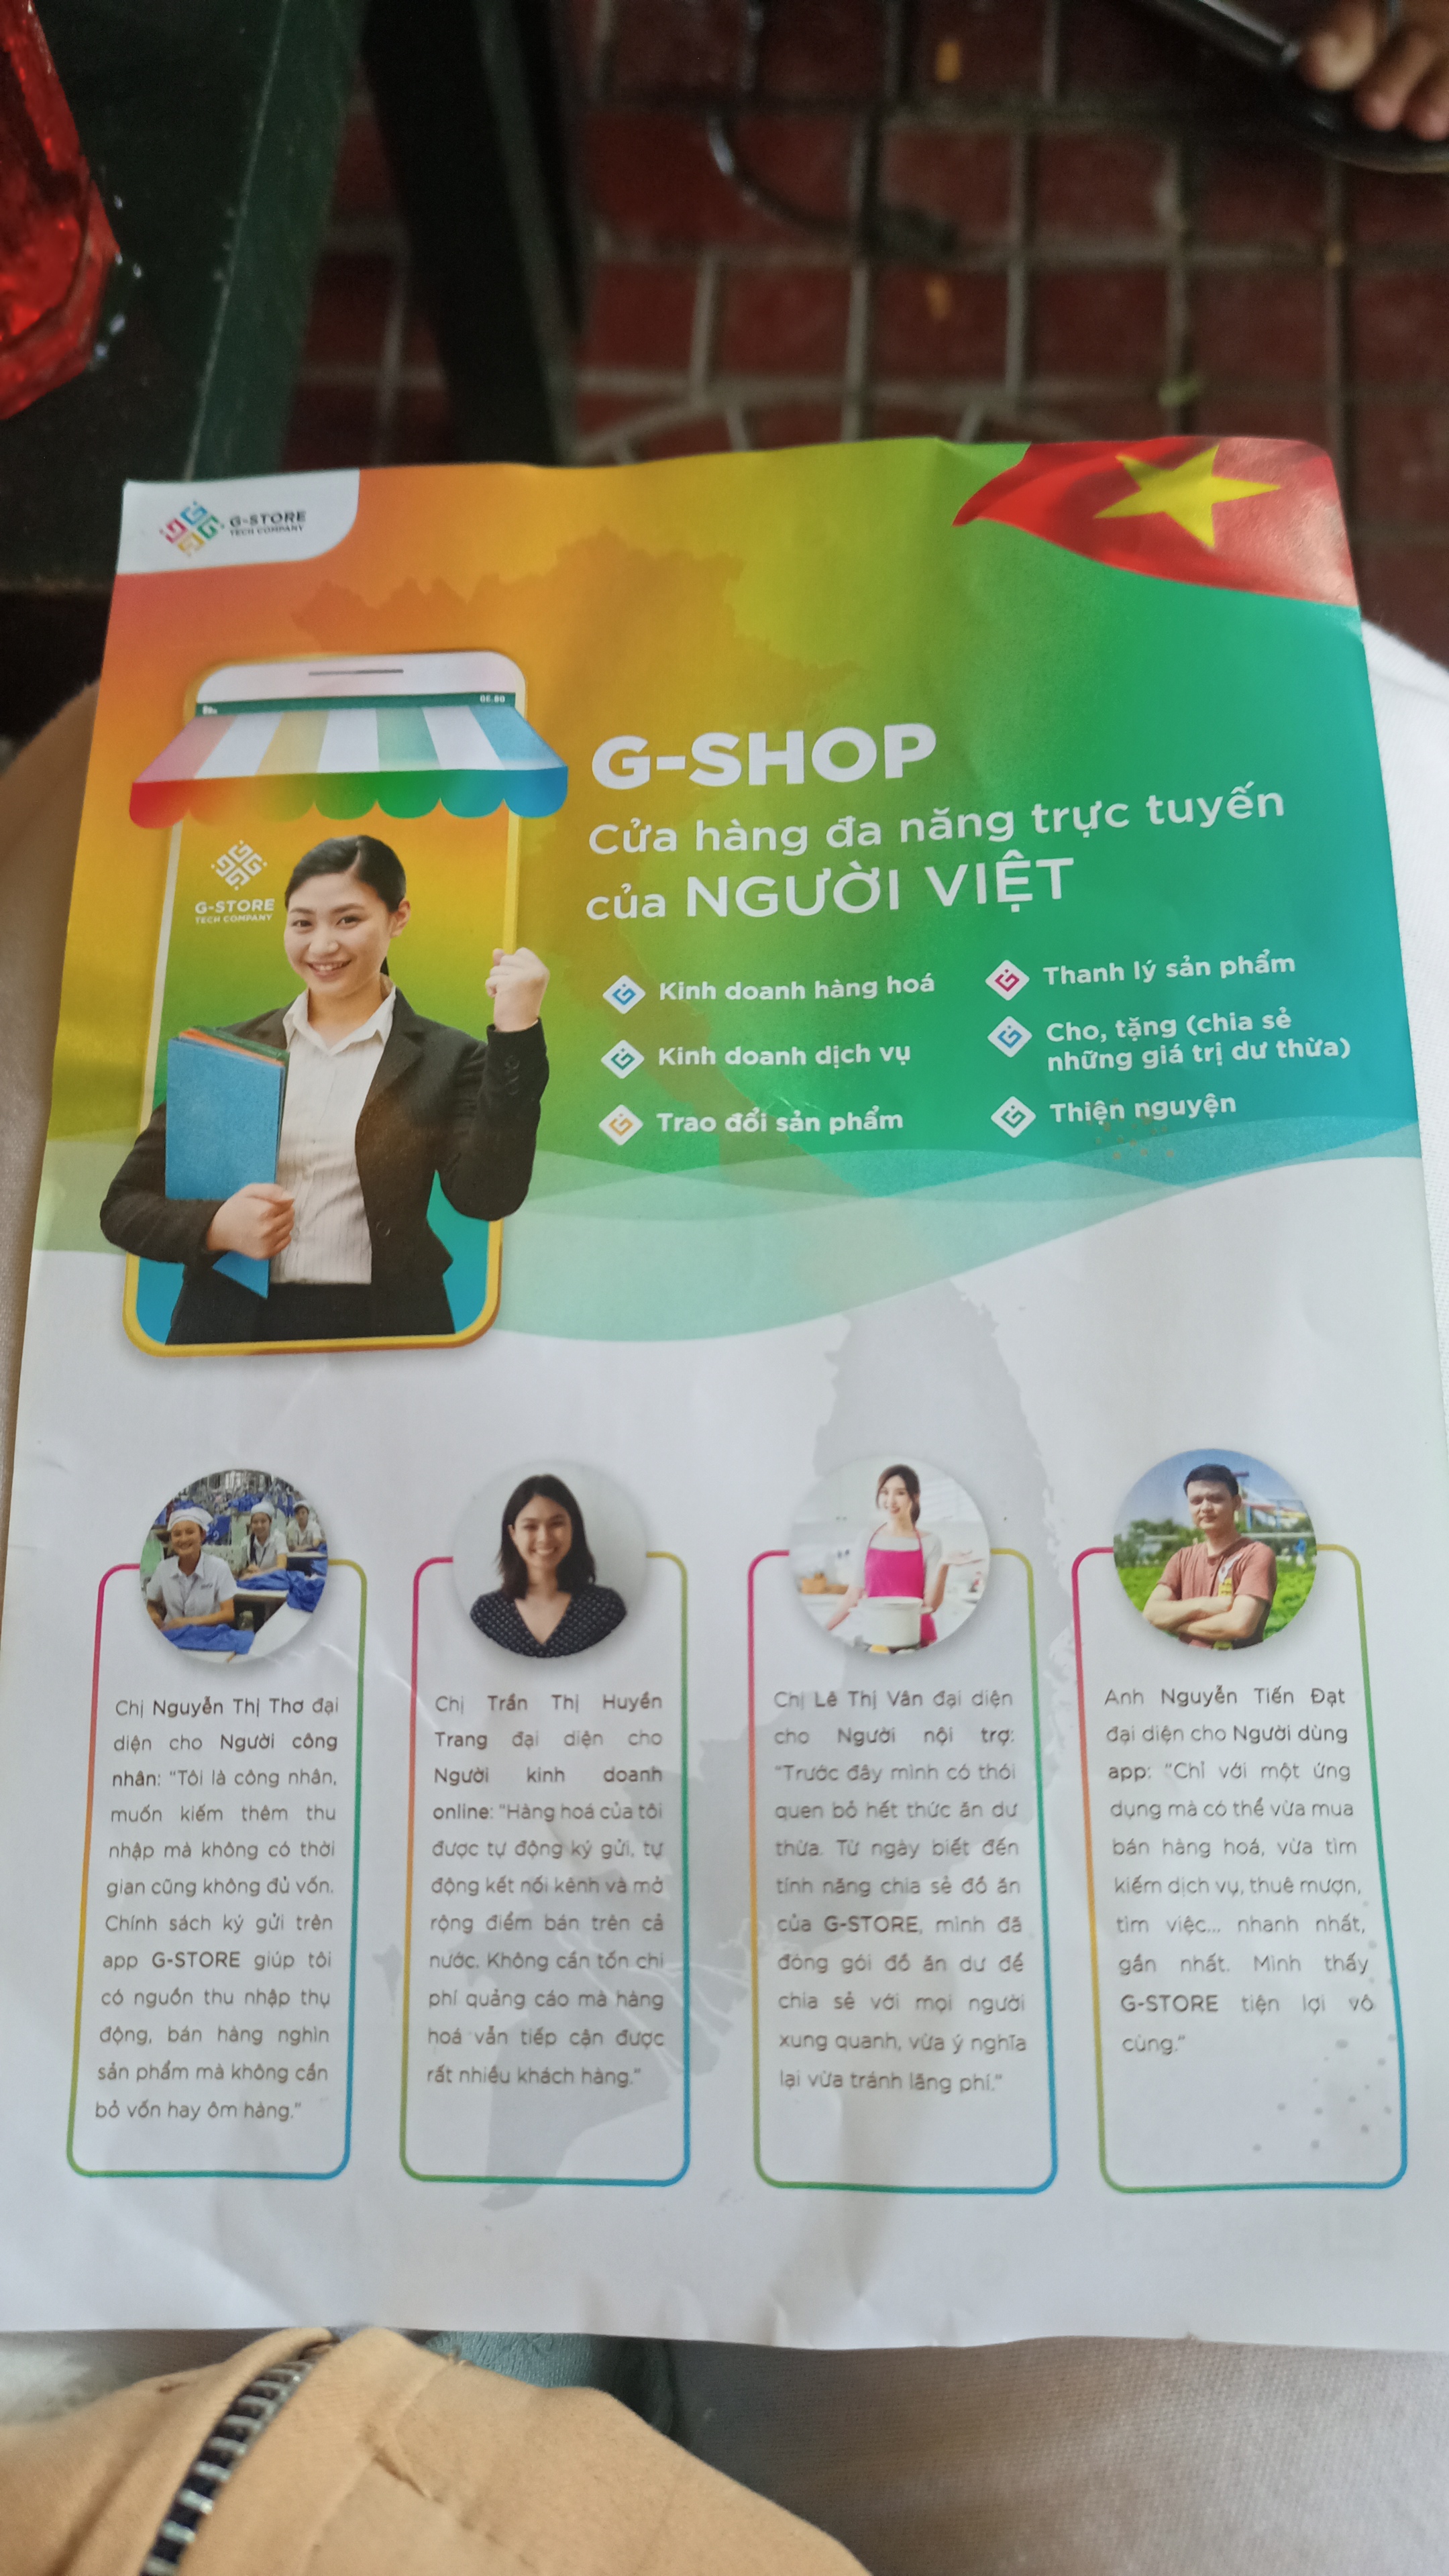 G-STORE
TECH COMPANY
G-SHOP
Cửa hàng đa năng trực tuyến
của NGƯỜI VIỆT
G-STORE
TECH COMPANY
Kinh doanh hàng hoá
Kinh doanh dịch vụ
Trao đổi sản phẩm
Thanh lý sản phẩm
Cho, tặng (chia sẻ
những giá trị dư thừa)
Thiện nguyện
Chị Nguyễn Thị Thơ đại
diện cho Người công
nhân: "Tôi là công nhân,
muốn kiếm thêm thu
nhập mà không có thời
gian cũng không đủ vốn.
Chính sách ký gửi trên
app G-STORE giúp tôi
có nguồn thu nhập thụ
động, bán hàng nghìn
sản phẩm mà không cần
bỏ vốn hay ôm hàng."
Chị Trần Thị Huyền
Trang đại diện cho
Người kinh doanh
online: "Hàng hoá của tôi
được tự động ký gửi, tự
động kết nối kênh và mở
rộng điểm bán trên cả
nước. Không cần tốn chi
phí quảng cáo mà hàng
hoá vẫn tiếp cận được
rất nhiều khách hàng."
Chị Lê Thị Vân đại diện
cho Người nội trợ:
"Trước đây mình có thói
quen bỏ hết thức ăn dư
thừa. Từ ngày biết đến
tính năng chia sẻ đồ ăn
của G-STORE, mình đã
đóng gói đồ ăn dư để
chia sẻ với mọi người
xung quanh, vừa ý nghĩa
lại vừa tránh lãng phí."
Anh Nguyễn Tiến Đạt
đại diện cho Người dùng
app: "Chỉ với một ứng
dụng mà có thể vừa mua
bán hàng hoá, vừa tìm
kiếm dịch vụ, thuê mượn,
tìm việc... nhanh nhất,
gần nhất. Mình thấy
G-STORE tiện lợi vô
cùng."